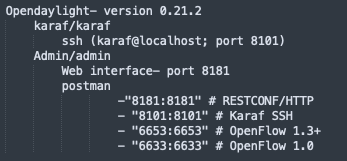 Opendaylight- version 0.21.2
karaf/karaf
ssh (karaf@localhost; port 8101)
Admin/admin
Web interface- port 8181
postman
-"8181:8181" # RESTCONF/HTTP
- "8101:8101" # Karaf SSH
- "6653:6653" # OpenFlow 1.3+
- "6633:6633" # OpenFlow 1.0